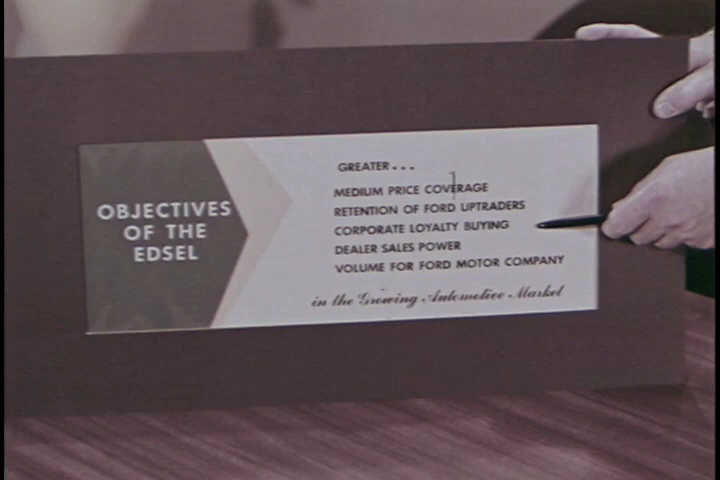 OBJECTIVES
OF THE
EDSEL
GREATER...
MEDIUM PRICE COVERAGE
RETENTION OF FORD UPTRADERS
CORPORATE LOYALTY BUYING
DEALER SALES POWER
VOLUME FOR FORD MOTOR COMPANY
in the Growing Automotive Market